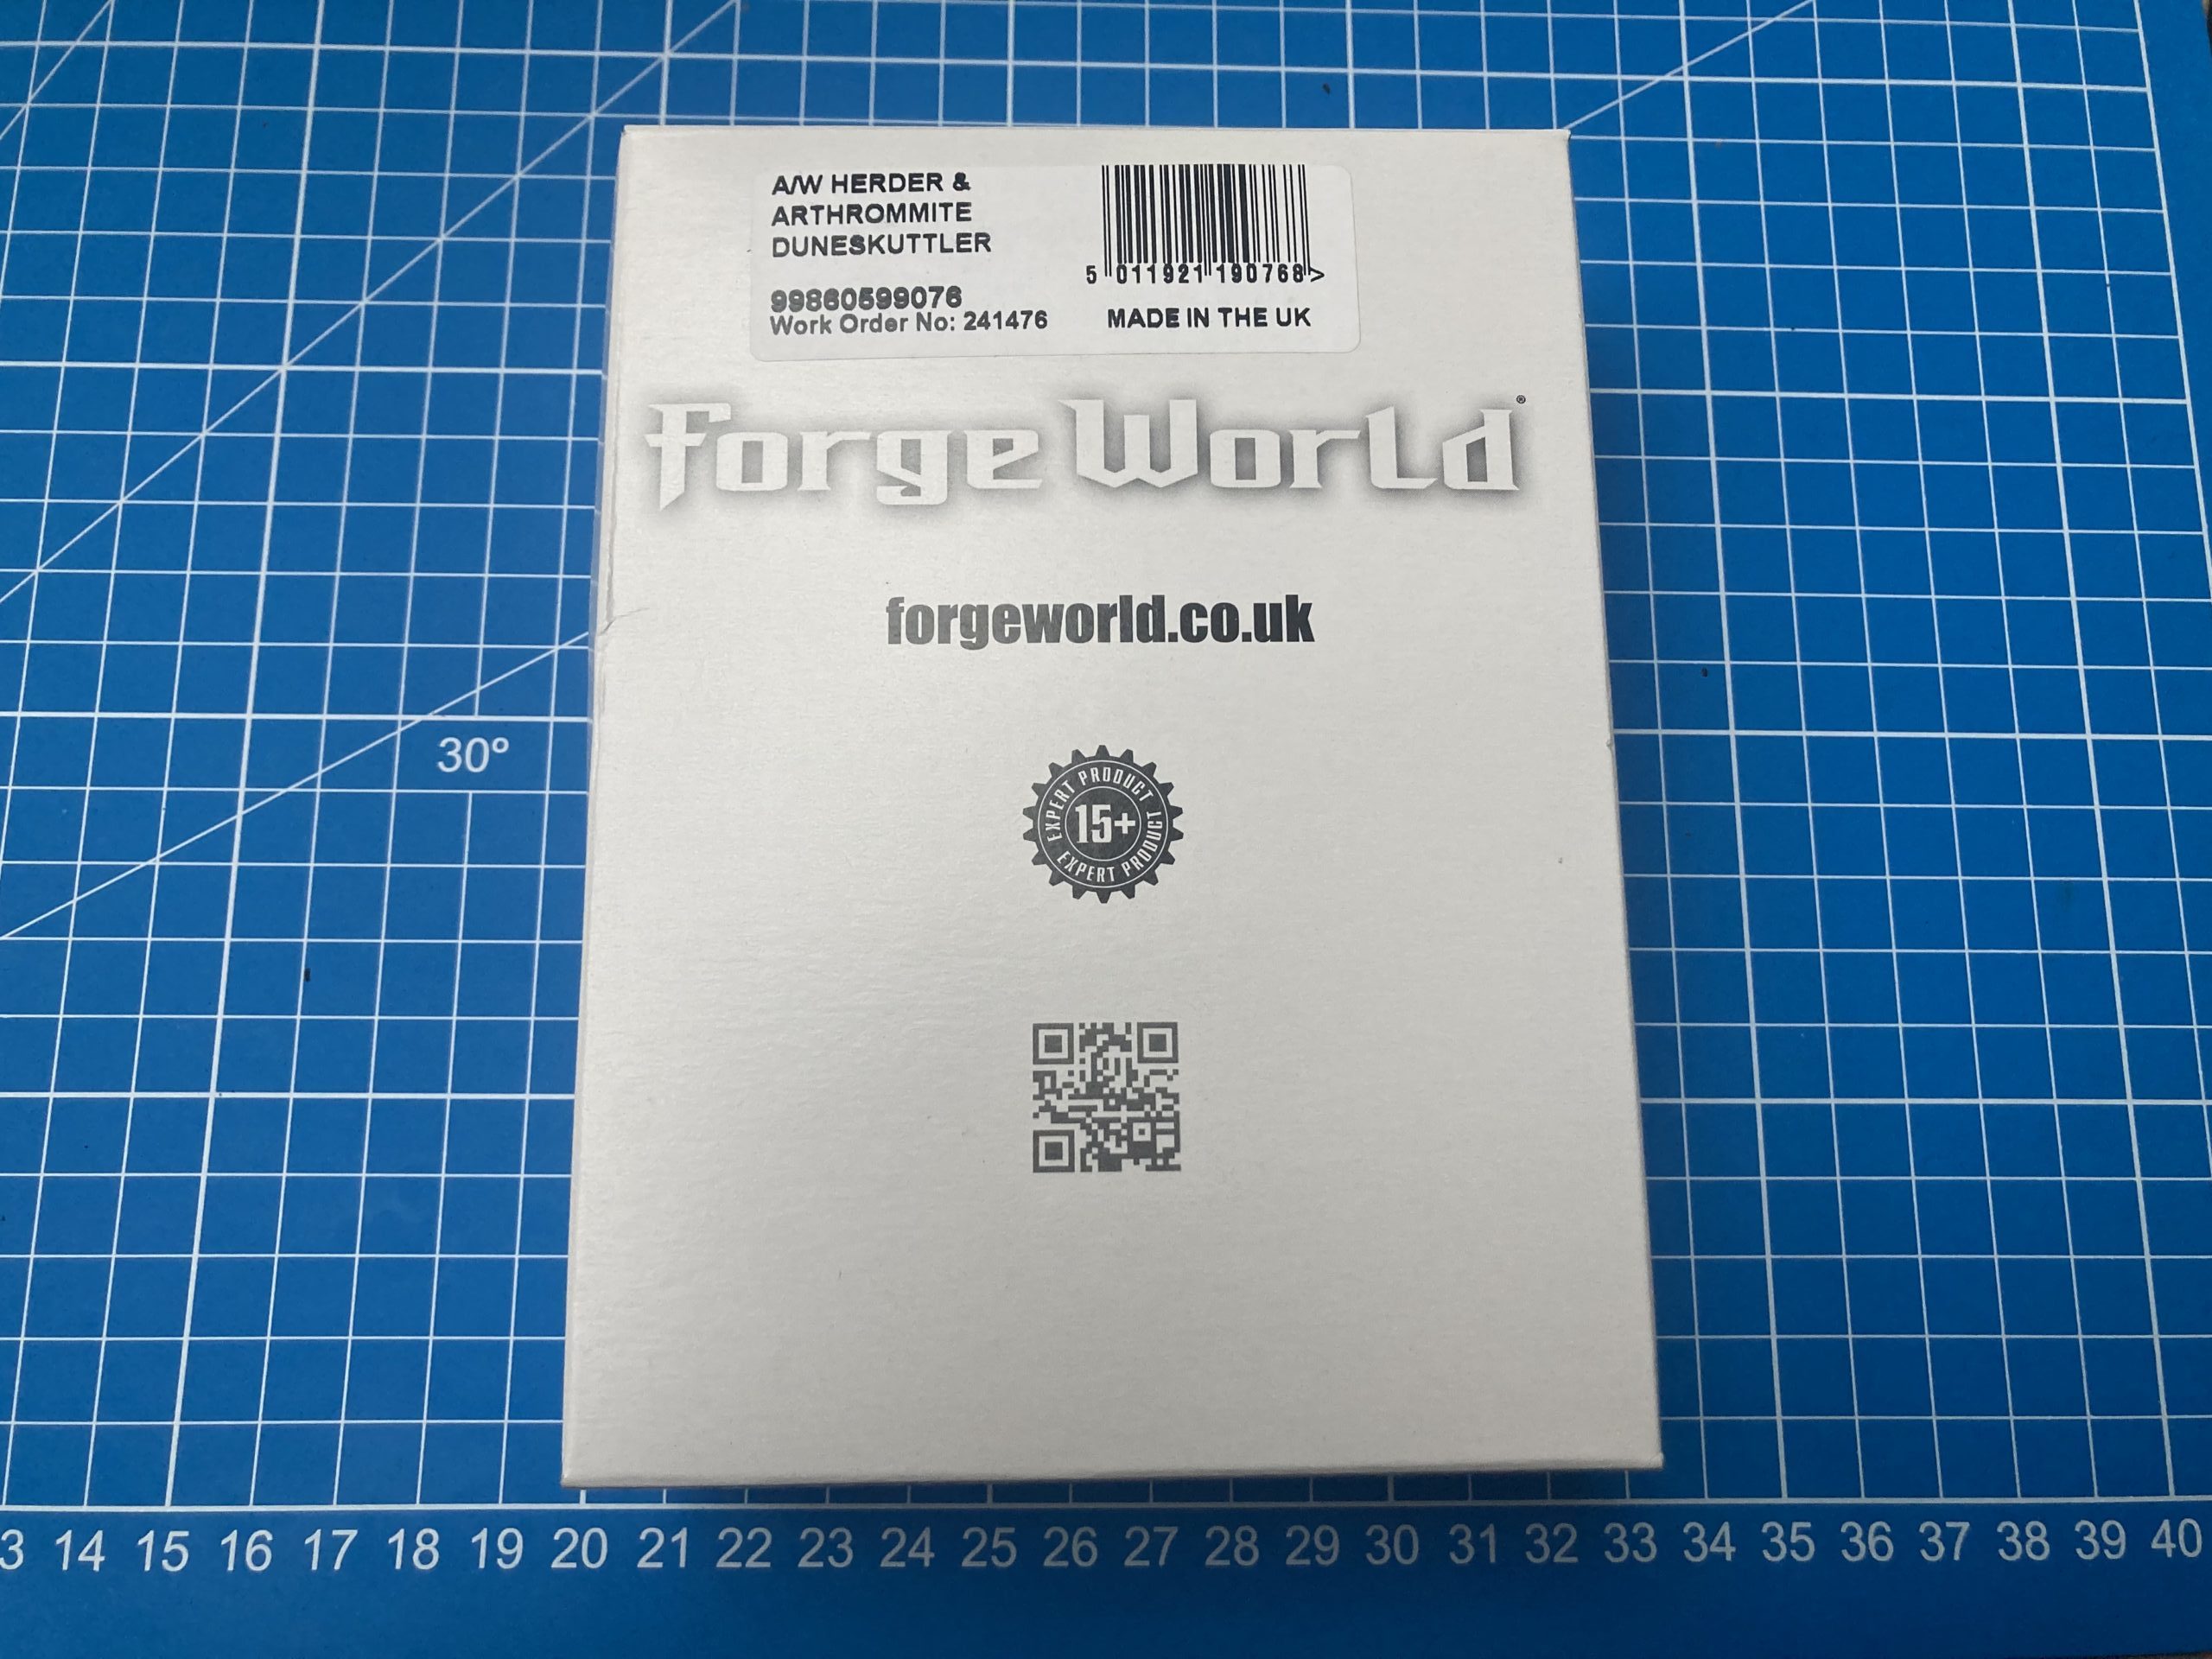 A/W HERDER &
ARTHROMMITE
DUNESKUTTLER
99860599076
Work Order No: 241476
5 011921 190768 >
MADE IN THE UK
Forge World®
forgeworld.co.uk
EXPERT PRODUCT
15+
EXPERT PRODUCT
30°
3 14 15 16 17 18 19 20 21 22 23 24 25 26 27 28 29 30 31 32 33 34 35 36 37 38 39 40